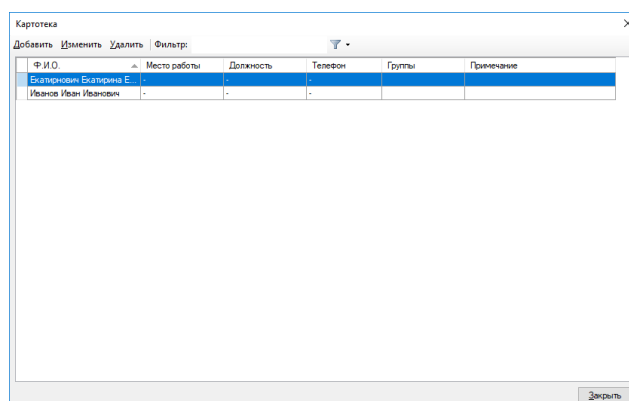 Картотека
Добавить Изменить Удалить Фильтр:
Ф.И.О. Место работы Должность Телефон Группы Примечание
Екатирнович Екатирина Е... - - -
Иванов Иван Иванович - - -
Закрыть